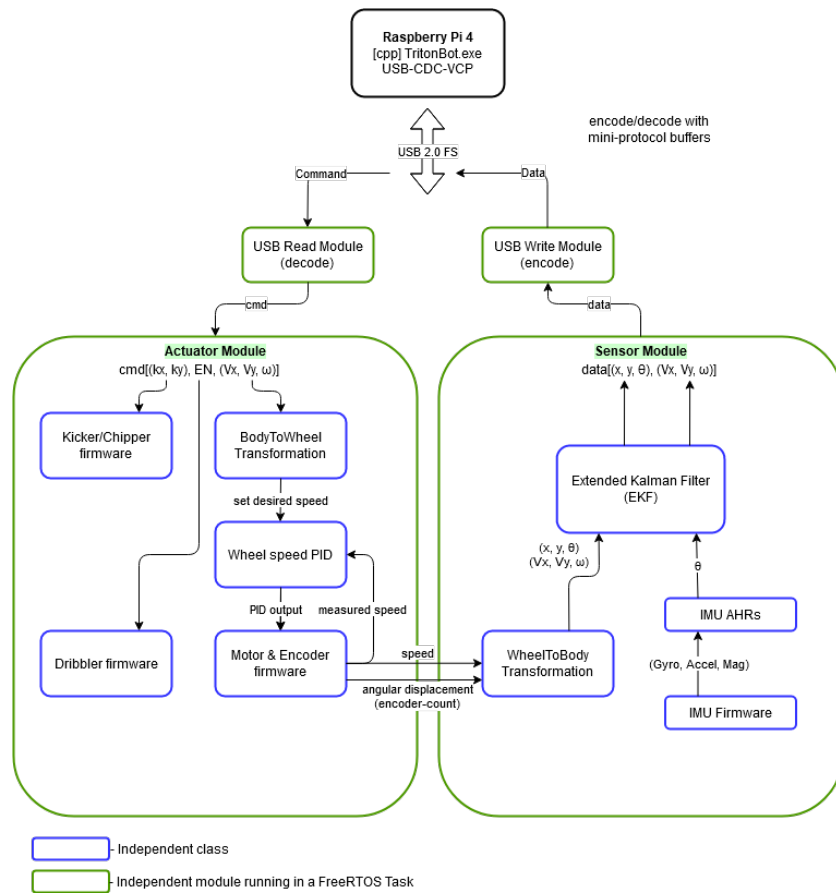 Raspberry Pi 4
[cpp] TritonBot.exe
USB-CDC-VCP
encode/decode with
mini-protocol buffers
USB 2.0 FS
Command
Data
USB Read Module
(decode)
USB Write Module
(encode)
cmd
data
Actuator Module
cmd[(kx, ky), EN, (Vx, Vy, ω)]
Sensor Module
data[(x, y, θ), (Vx, Vy, ω)]
Kicker/Chipper
firmware
BodyToWheel
Transformation
Extended Kalman Filter
(EKF)
set desired speed
Wheel speed PID
(x, y, θ)
(Vx, Vy, ω)
θ
PID output
measured speed
IMU AHRs
Dribbler firmware
Motor & Encoder
firmware
speed
angular displacement
(encoder-count)
WheelToBody
Transformation
(Gyro, Accel, Mag)
IMU Firmware
- Independent class
- Independent module running in a FreeRTOS Task